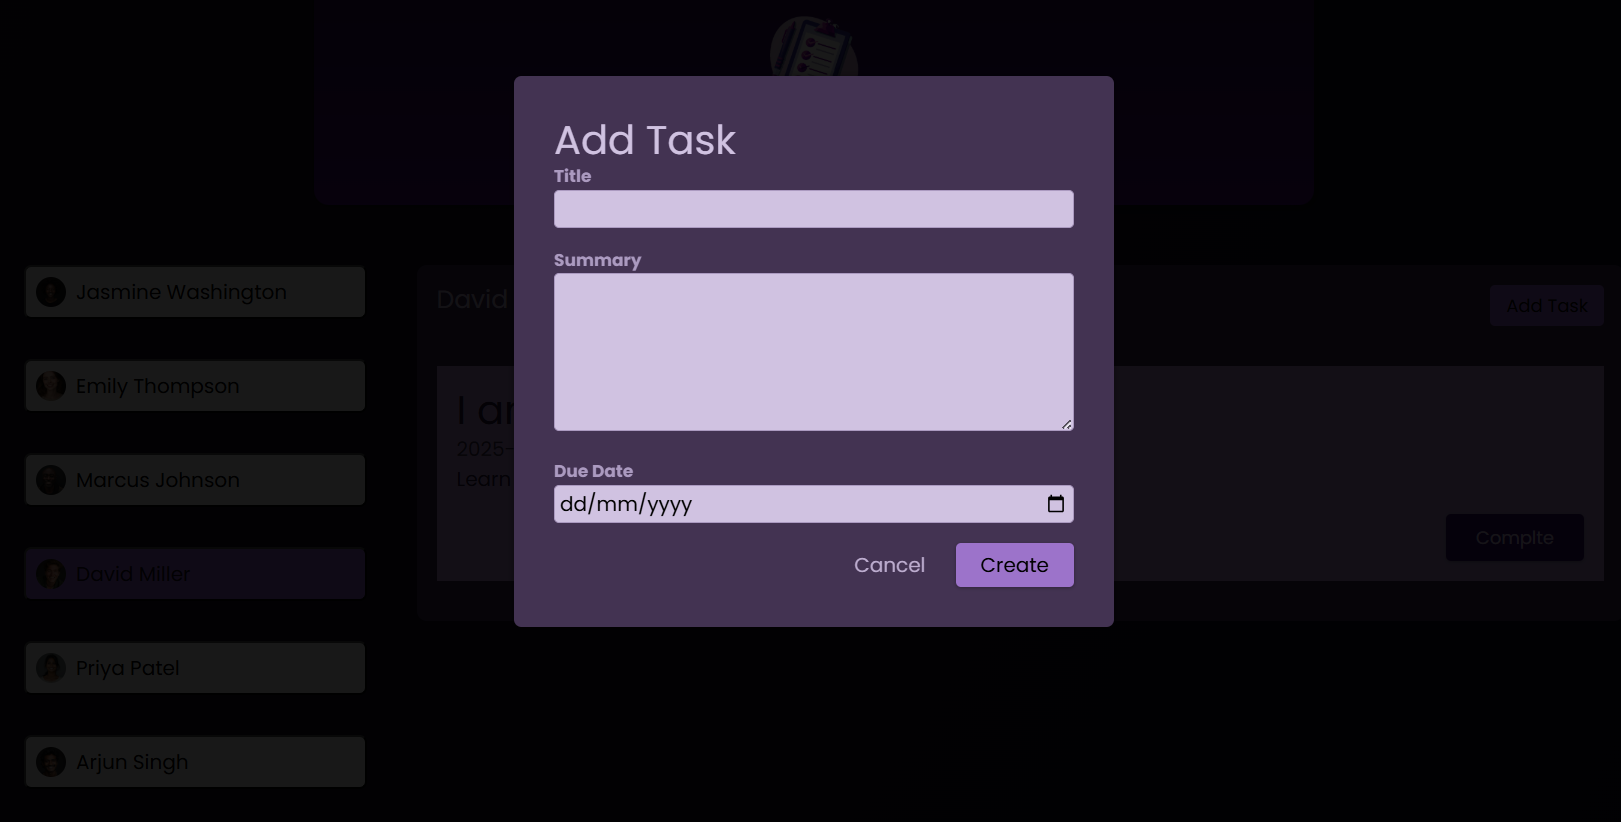 Add Task
Title
Summary
Due Date
dd/mm/yyyy
Cancel
Create
Jasmine Washington
Emily Thompson
Marcus Johnson
David Miller
Priya Patel
Arjun Singh
David
Add Task
I
2025-
Learn
Complte